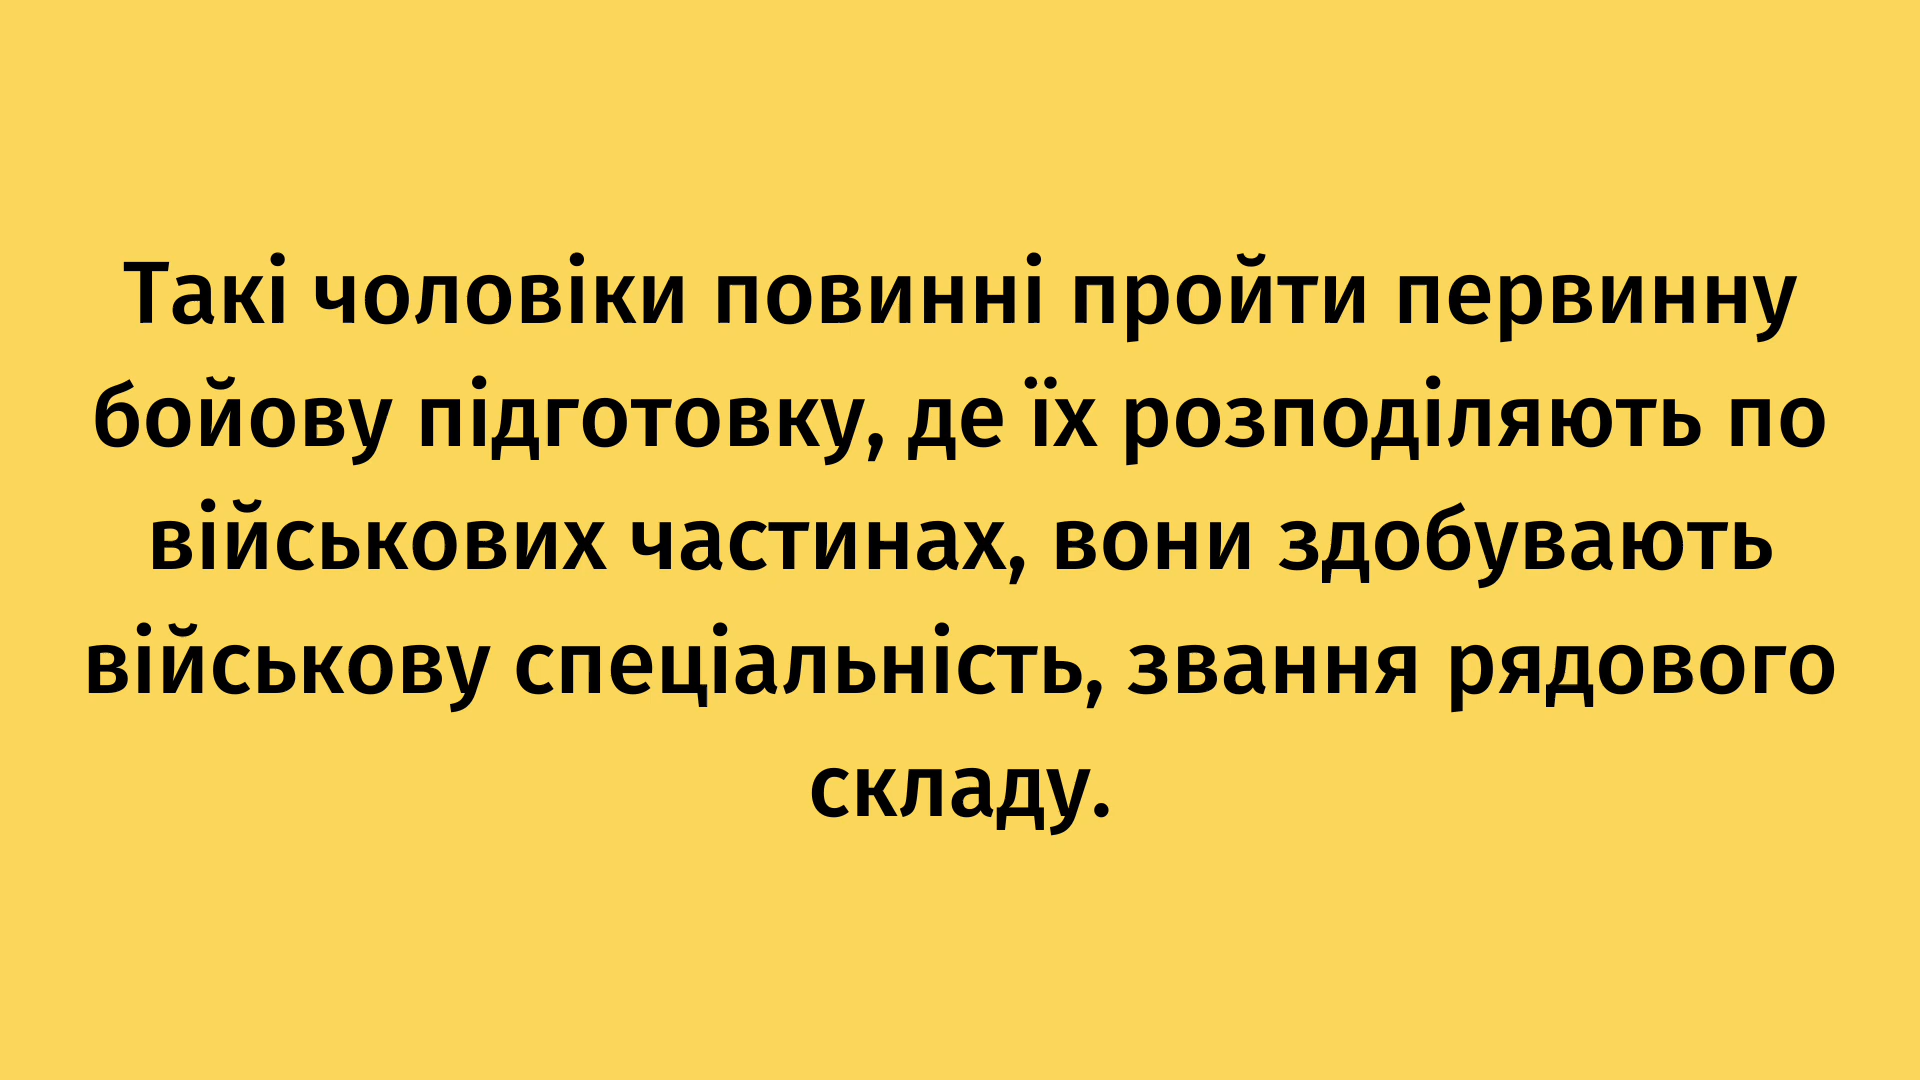 Такі чоловіки повинні пройти первинну
бойову підготовку, де їх розподіляють по
військових частинах, вони здобувають
військову спеціальність, звання рядового
складу.